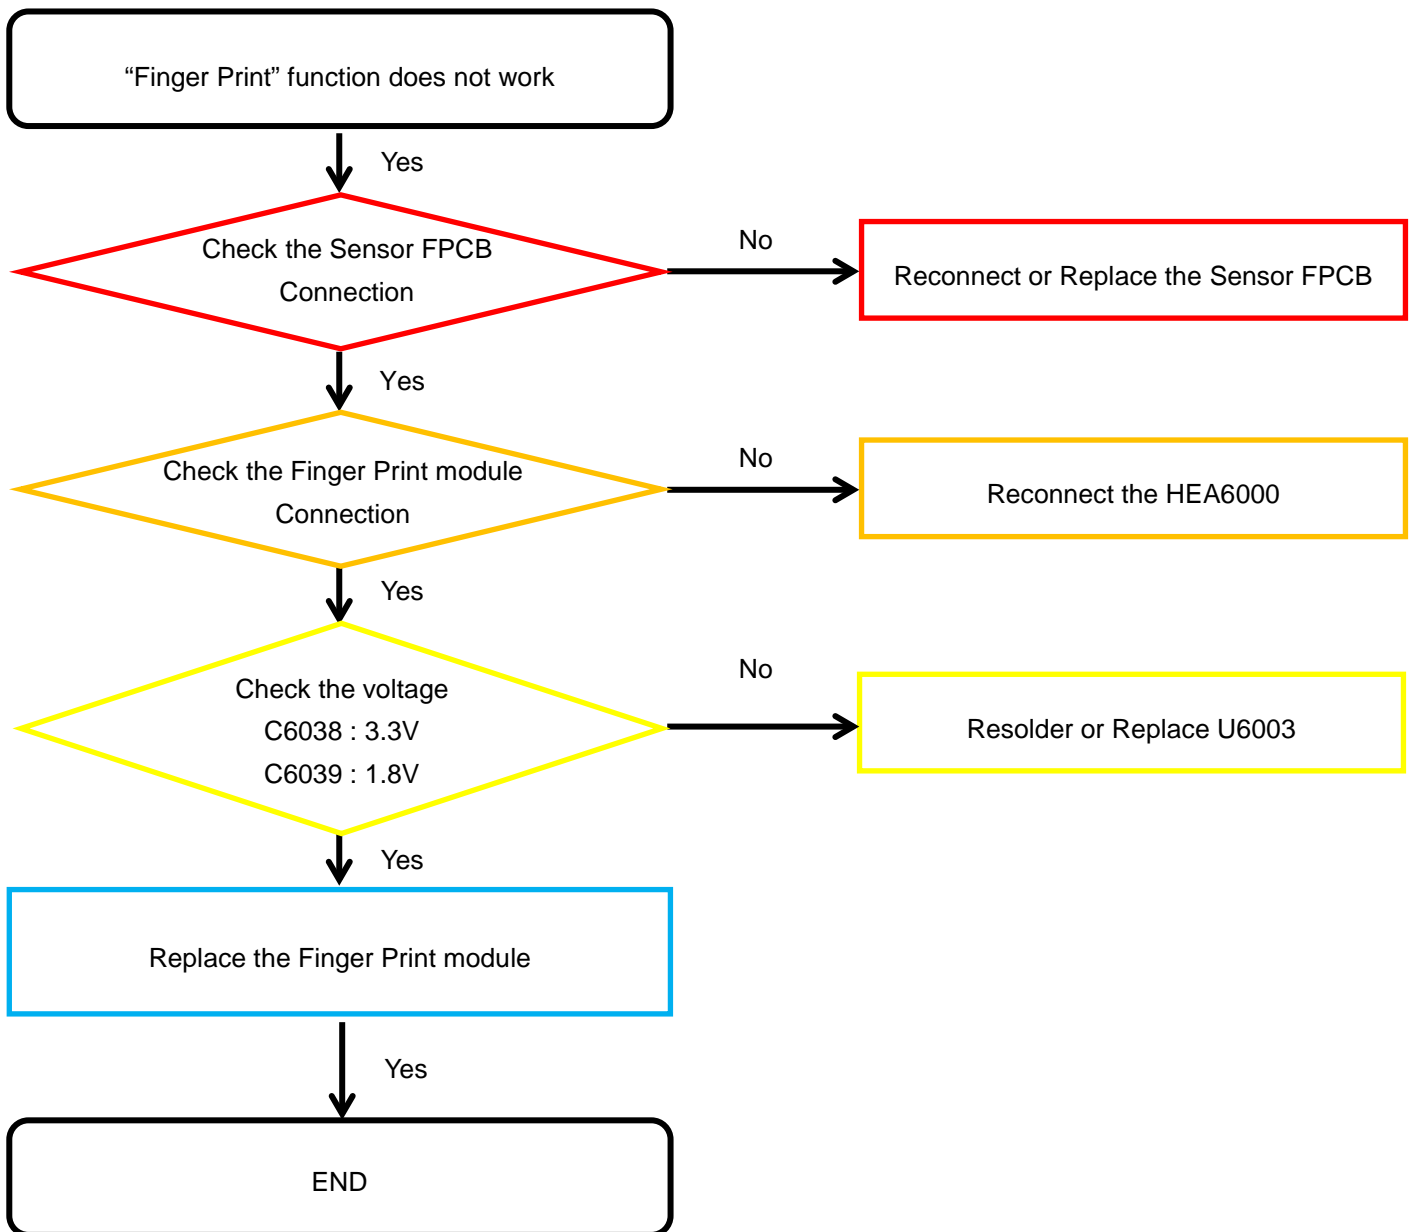 “Finger Print” function does not work
Yes
Check the Sensor FPCB
Connection
No
Reconnect or Replace the Sensor FPCB
Yes
Check the Finger Print module
Connection
No
Reconnect the HEA6000
Yes
Check the voltage
C6038 : 3.3V
C6039 : 1.8V
No
Resolder or Replace U6003
Yes
Replace the Finger Print module
Yes
END